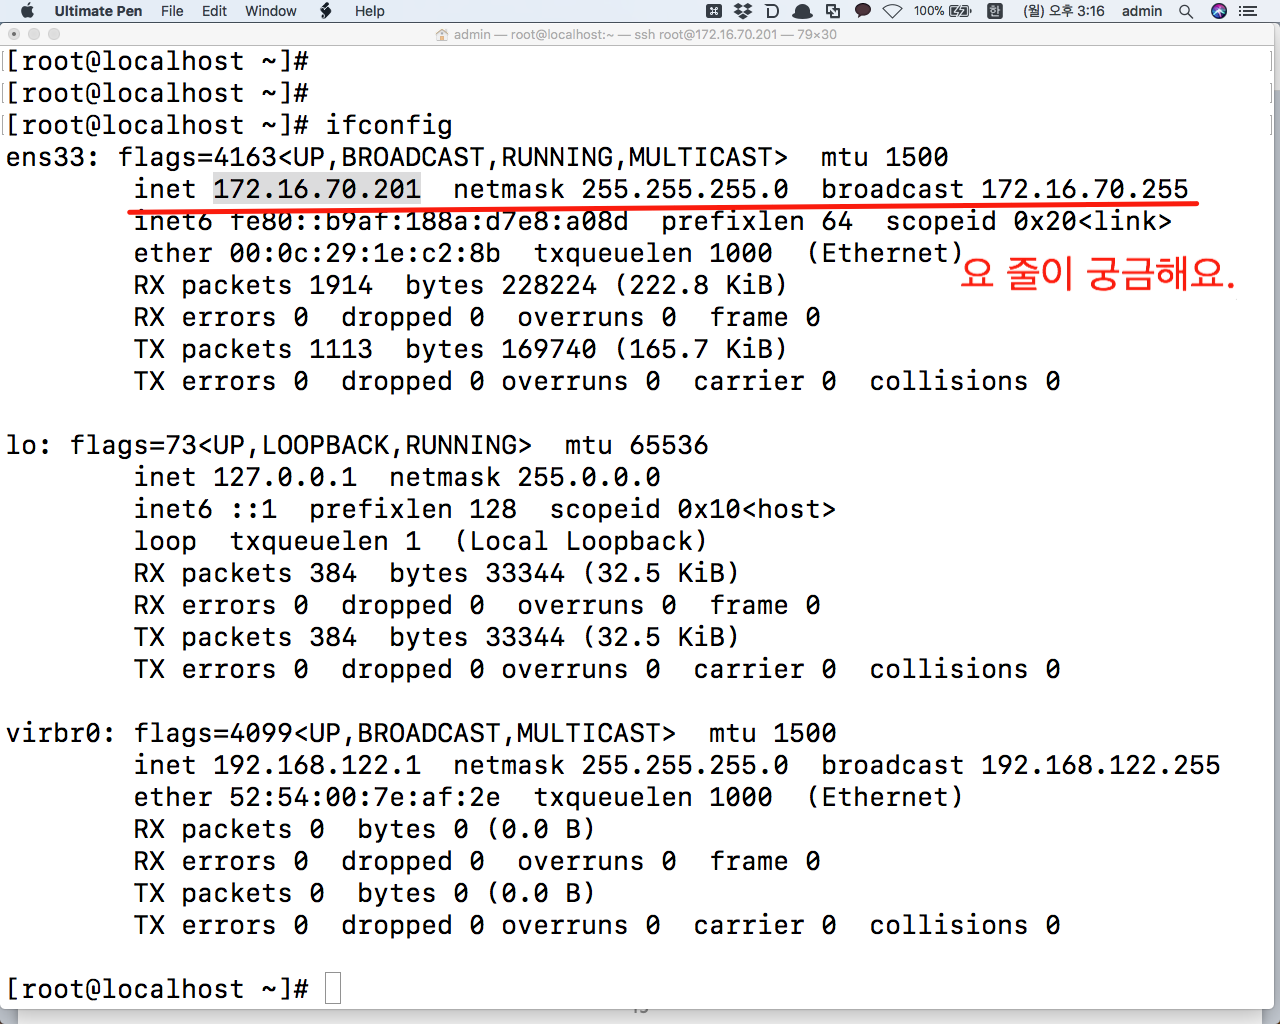 Ultimate Pen File Edit Window Help 100% 한 (월) 오후 3:16 admin
admin — root@localhost:~ — ssh root@172.16.70.201 — 79×30
[root@localhost ~]#
[root@localhost ~]#
[root@localhost ~]# ifconfig
ens33: flags=4163<UP,BROADCAST,RUNNING,MULTICAST>  mtu 1500
        inet 172.16.70.201  netmask 255.255.255.0  broadcast 172.16.70.255
        inet6 fe80::b9af:188a:d7e8:a08d  prefixlen 64  scopeid 0x20<link>
        ether 00:0c:29:1e:c2:8b  txqueuelen 1000  (Ethernet)
요 줄이 궁금해요.
        RX packets 1914  bytes 228224 (222.8 KiB)
        RX errors 0  dropped 0  overruns 0  frame 0
        TX packets 1113  bytes 169740 (165.7 KiB)
        TX errors 0  dropped 0 overruns 0  carrier 0  collisions 0

lo: flags=73<UP,LOOPBACK,RUNNING>  mtu 65536
        inet 127.0.0.1  netmask 255.0.0.0
        inet6 ::1  prefixlen 128  scopeid 0x10<host>
        loop  txqueuelen 1  (Local Loopback)
        RX packets 384  bytes 33344 (32.5 KiB)
        RX errors 0  dropped 0  overruns 0  frame 0
        TX packets 384  bytes 33344 (32.5 KiB)
        TX errors 0  dropped 0 overruns 0  carrier 0  collisions 0

virbr0: flags=4099<UP,BROADCAST,MULTICAST>  mtu 1500
        inet 192.168.122.1  netmask 255.255.255.0  broadcast 192.168.122.255
        ether 52:54:00:7e:af:2e  txqueuelen 1000  (Ethernet)
        RX packets 0  bytes 0 (0.0 B)
        RX errors 0  dropped 0  overruns 0  frame 0
        TX packets 0  bytes 0 (0.0 B)
        TX errors 0  dropped 0 overruns 0  carrier 0  collisions 0

[root@localhost ~]#